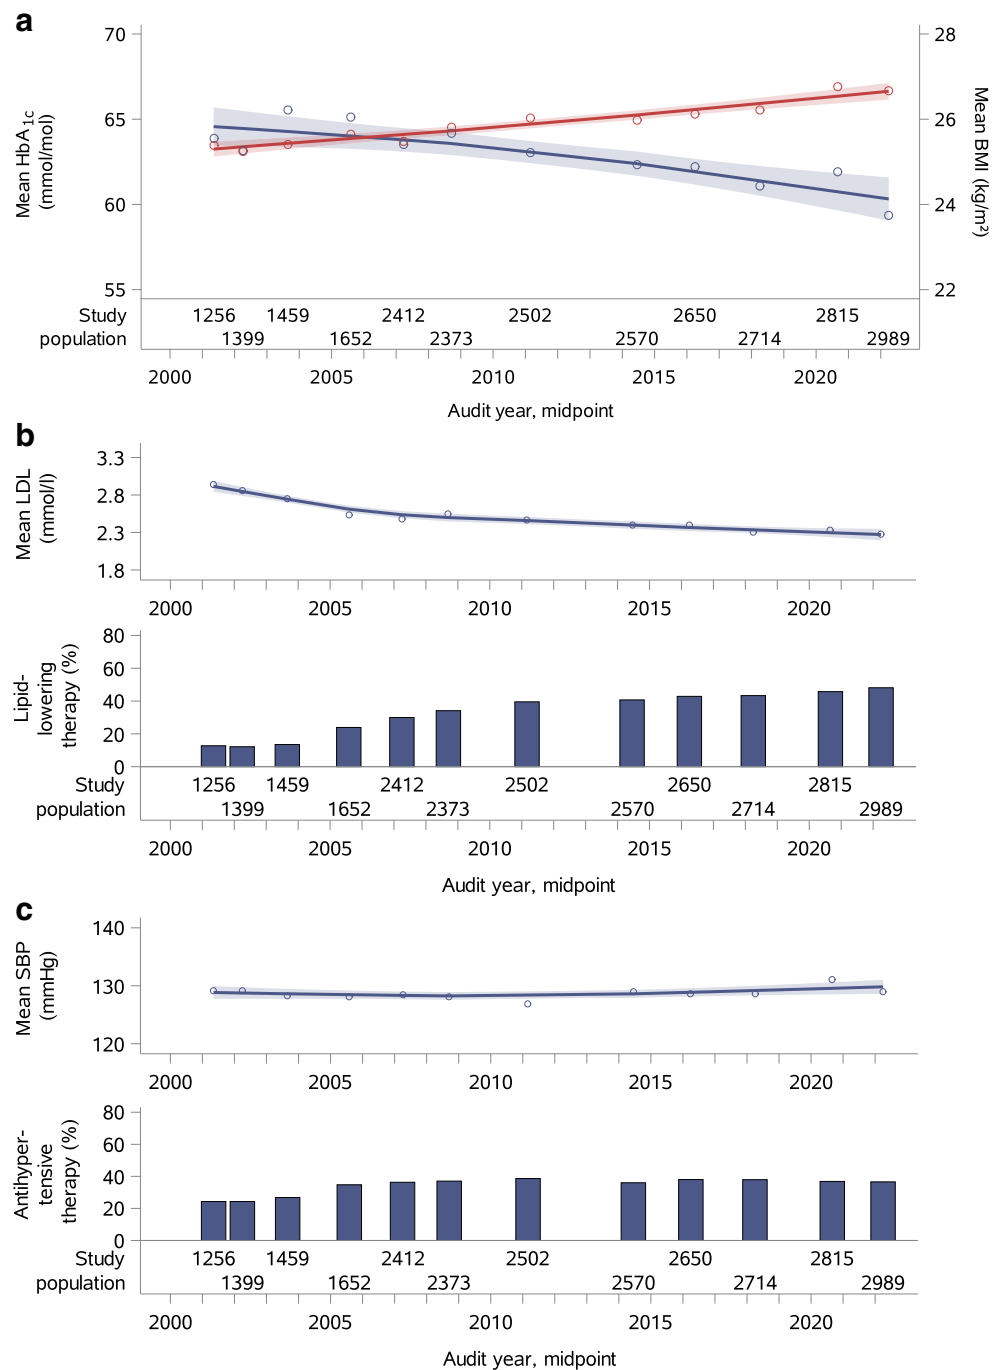 a
70
65
60
55
Mean HbA1c
(mmol/mol)
28
26
24
22
Mean BMI (kg/m²)
Study
population
1256 1459 2412 2502 2650 2815
1399 1652 2373 2570 2714 2989
2000 2005 2010 2015 2020
Audit year, midpoint
b
3.3
2.8
2.3
1.8
Mean LDL
(mmol/l)
2000 2005 2010 2015 2020
80
60
40
20
0
Lipid-
lowering
therapy (%)
Study
population
1256 1459 2412 2502 2650 2815
1399 1652 2373 2570 2714 2989
2000 2005 2010 2015 2020
Audit year, midpoint
c
140
130
120
Mean SBP
(mmHg)
2000 2005 2010 2015 2020
80
60
40
20
0
Antihyper-
tensive
therapy (%)
Study
population
1256 1459 2412 2502 2650 2815
1399 1652 2373 2570 2714 2989
2000 2005 2010 2015 2020
Audit year, midpoint